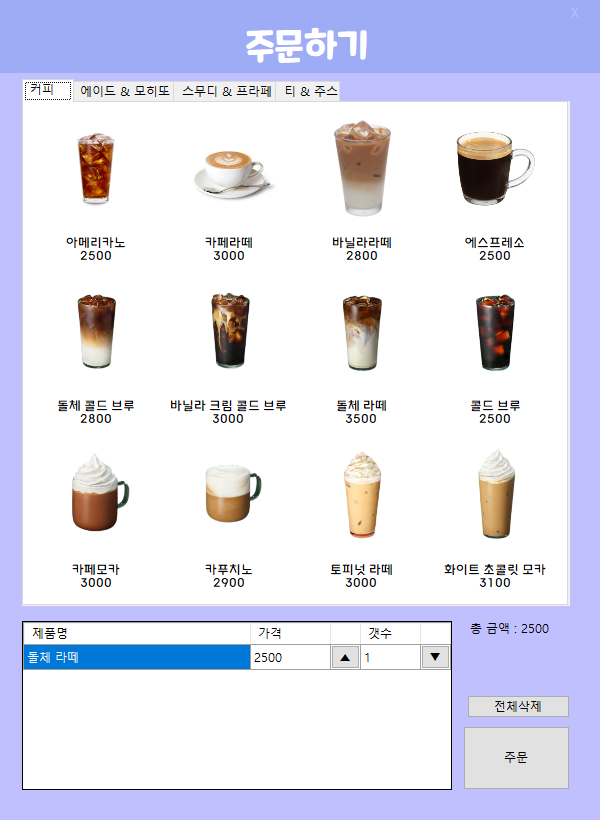 X
주문하기
커피 에이드 & 모히또 스무디 & 프라페 티 & 주스
아메리카노 카페라떼 바닐라라떼 에스프레소
2500 3000 2800 2500
돌체 콜드 브루 바닐라 크림 콜드 브루 돌체 라떼 콜드 브루
2800 3000 3500 2500
카페모카 카푸치노 토피넛 라떼 화이트 초콜릿 모카
3000 2900 3000 3100
제품명 가격 갯수
돌체 라떼 2500 ▲ 1 ▼
총 금액 : 2500
전체삭제
주문